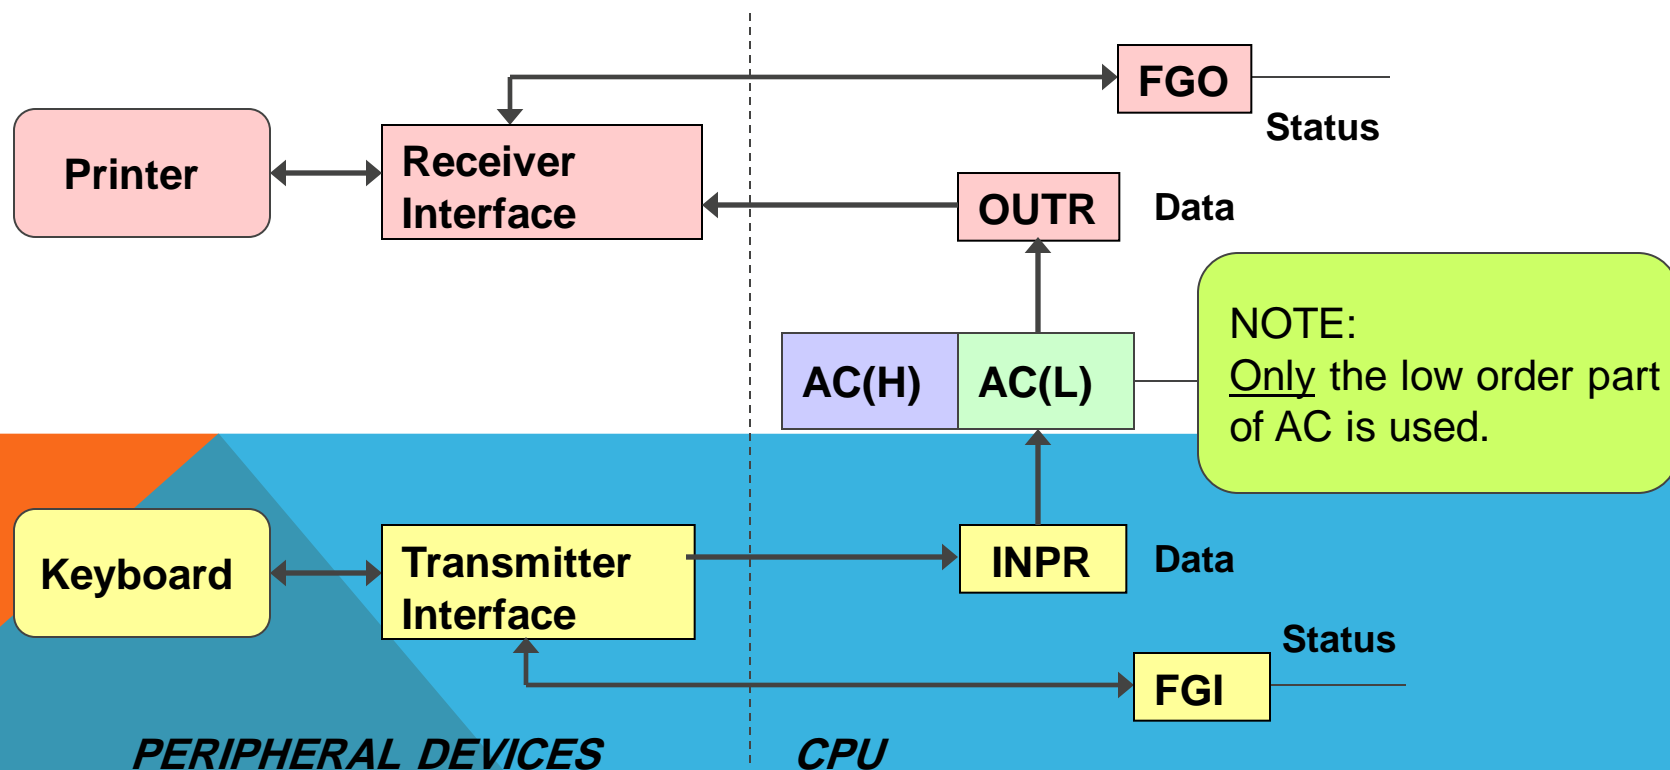 FGO
Status
Printer
Receiver
Interface
OUTR
Data
AC(H)
AC(L)
NOTE:
Only the low order part
of AC is used.
Keyboard
Transmitter
Interface
INPR
Data
Status
FGI
PERIPHERAL DEVICES
CPU